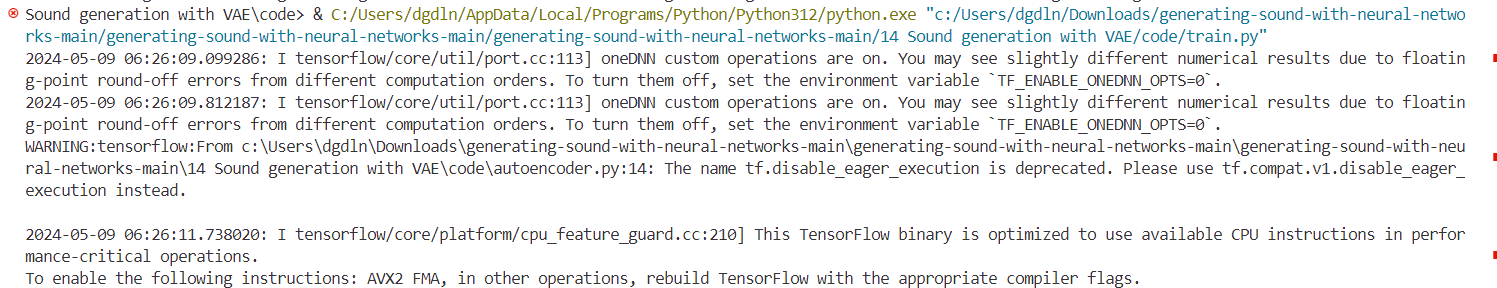 Sound generation with VAE\code> & C:/Users/dgdln/AppData/Local/Programs/Python/Python312/python.exe "c:/Users/dgdln/Downloads/generating-sound-with-neural-netwo
rks-main/generating-sound-with-neural-networks-main/generating-sound-with-neural-networks-main/14 Sound generation with VAE/code/train.py"
2024-05-09 06:26:09.099286: I tensorflow/core/util/port.cc:113] oneDNN custom operations are on. You may see slightly different numerical results due to floatin
g-point round-off errors from different computation orders. To turn them off, set the environment variable `TF_ENABLE_ONEDNN_OPTS=0`.
2024-05-09 06:26:09.812187: I tensorflow/core/util/port.cc:113] oneDNN custom operations are on. You may see slightly different numerical results due to floatin
g-point round-off errors from different computation orders. To turn them off, set the environment variable `TF_ENABLE_ONEDNN_OPTS=0`.
WARNING:tensorflow:From c:\Users\dgdln\Downloads\generating-sound-with-neural-networks-main\generating-sound-with-neural-networks-main\generating-sound-with-neu
ral-networks-main\14 Sound generation with VAE\code\autoencoder.py:14: The name tf.disable_eager_execution is deprecated. Please use tf.compat.v1.disable_eager_
execution instead.
2024-05-09 06:26:11.738020: I tensorflow/core/platform/cpu_feature_guard.cc:210] This TensorFlow binary is optimized to use available CPU instructions in perfor
mance-critical operations.
To enable the following instructions: AVX2 FMA, in other operations, rebuild TensorFlow with the appropriate compiler flags.